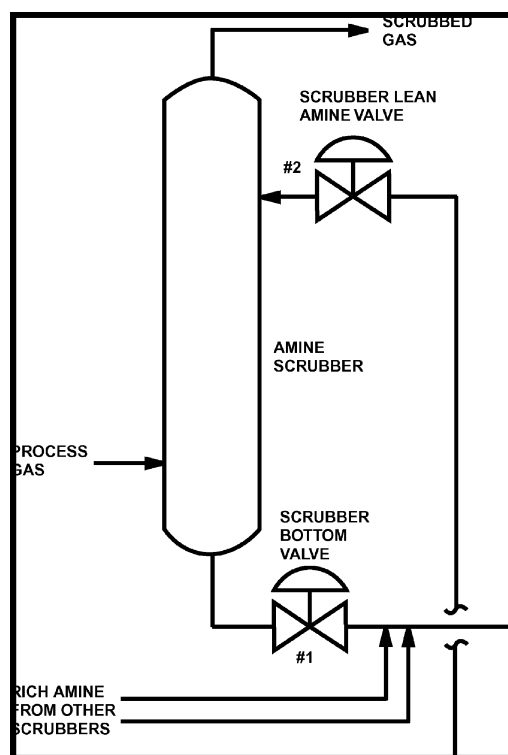 SCRUBBED
GAS
SCRUBBER LEAN
AMINE VALVE
#2
AMINE
SCRUBBER
PROCESS
GAS
SCRUBBER
BOTTOM
VALVE
#1
RICH AMINE
FROM OTHER
SCRUBBERS